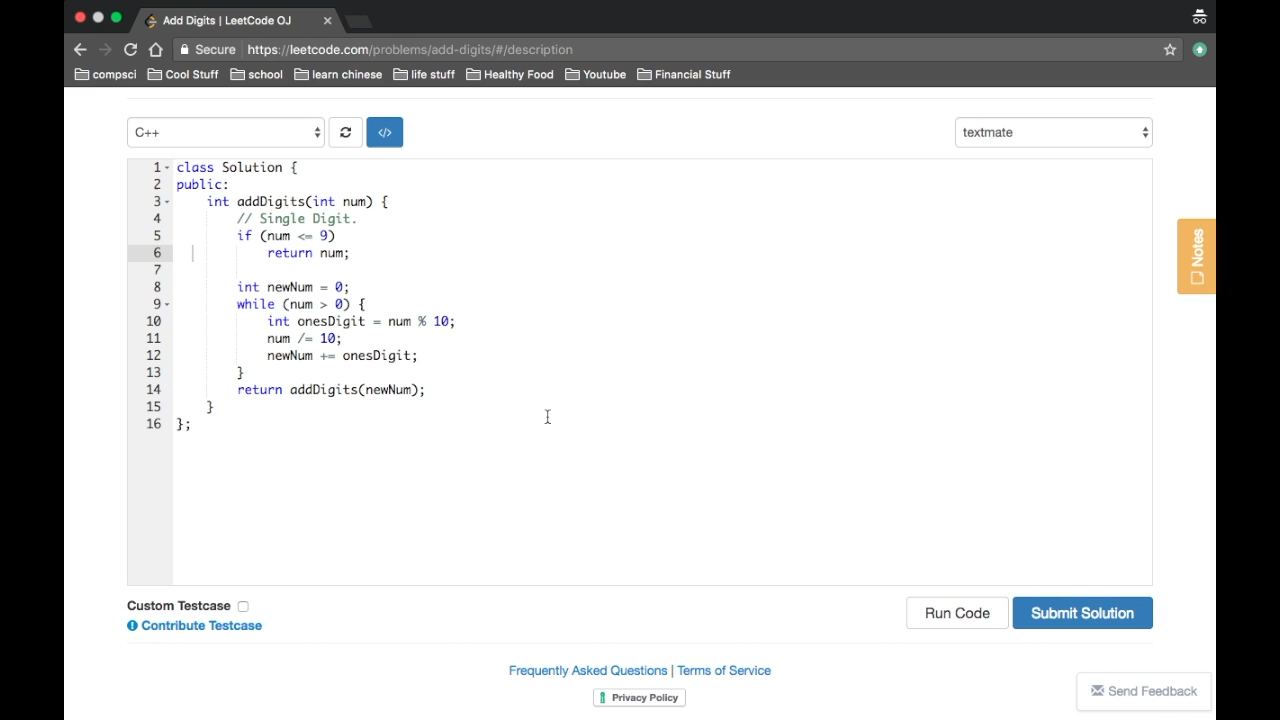 Add Digits | LeetCode OJ
Secure https://leetcode.com/problems/add-digits/#/description
compsci Cool Stuff school learn chinese life stuff Healthy Food Youtube Financial Stuff
C++ </> textmate
1 class Solution {
2 public:
3 int addDigits(int num) {
4 // Single Digit.
5 if (num <= 9)
6 return num;
7
8 int newNum = 0;
9 while (num > 0) {
10 int onesDigit = num % 10;
11 num /= 10;
12 newNum += onesDigit;
13 }
14 return addDigits(newNum);
15 }
16 };
Notes
Custom Testcase
Contribute Testcase
Run Code Submit Solution
Frequently Asked Questions | Terms of Service
Privacy Policy
Send Feedback